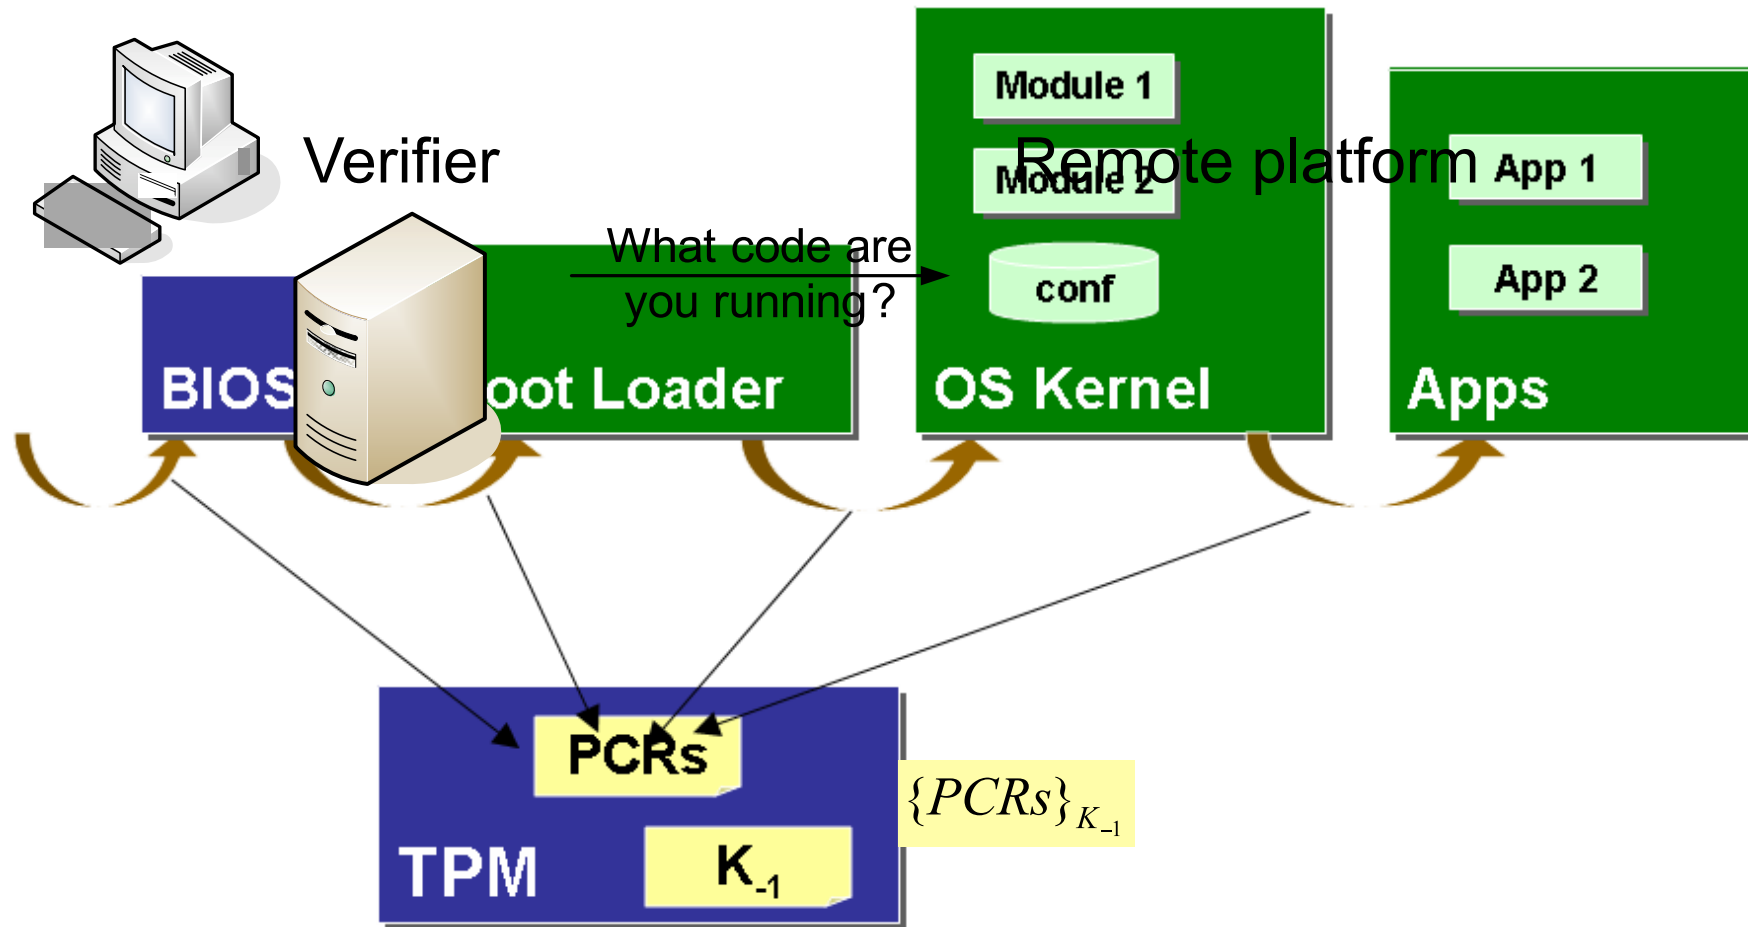 Module 1
Verifier
Remote platform
Module 2
App 1
What code are
you running?
conf
App 2
BIOS
oot Loader
OS Kernel
Apps
PCRs
{PCRs}K₋₁
TPM
K₋₁